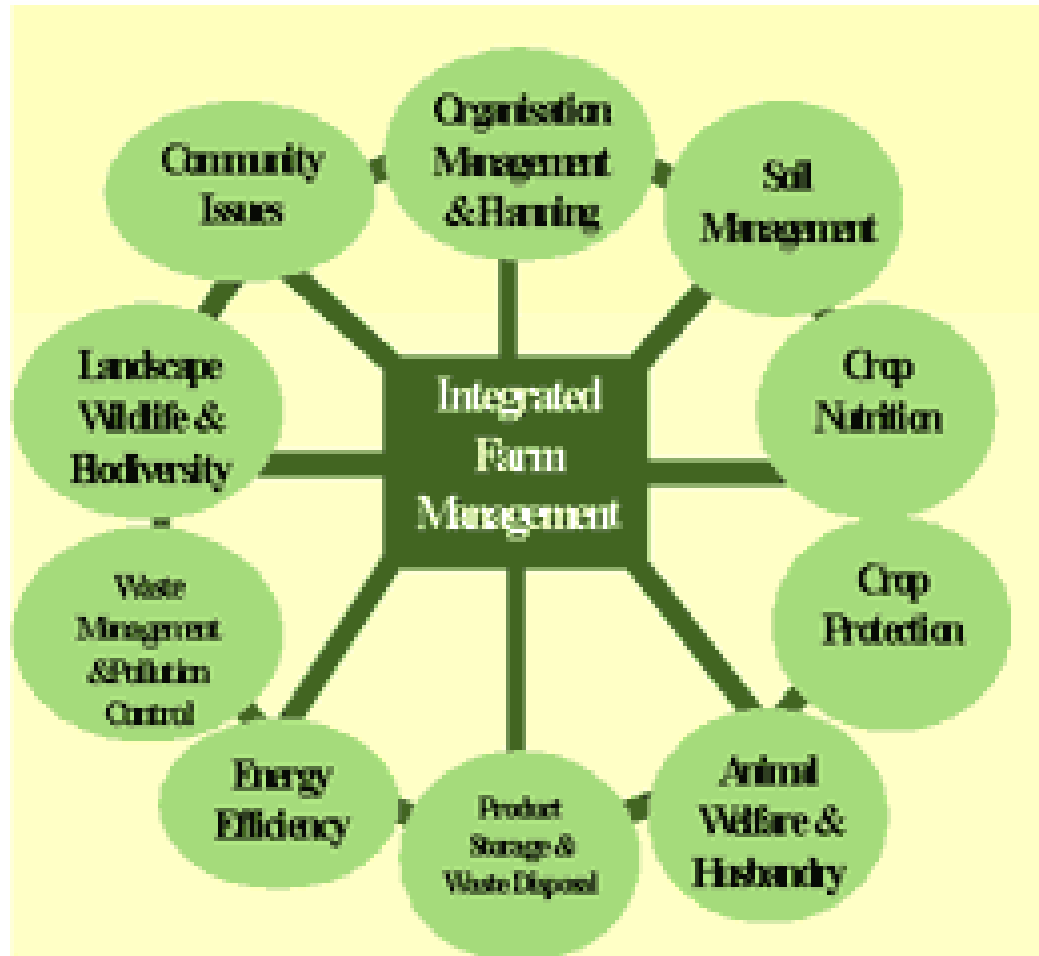 Organisation
Management
& Planning
Soil
Management
Crop
Nutrition
Crop
Protection
Animal
Welfare &
Husbandry
Product
Storage &
Waste Disposal
Energy
Efficiency
Waste
Management
& Pollution
Control
Landscape
Wildlife &
Biodiversity
Community
Issues
Integrated
Farm
Management